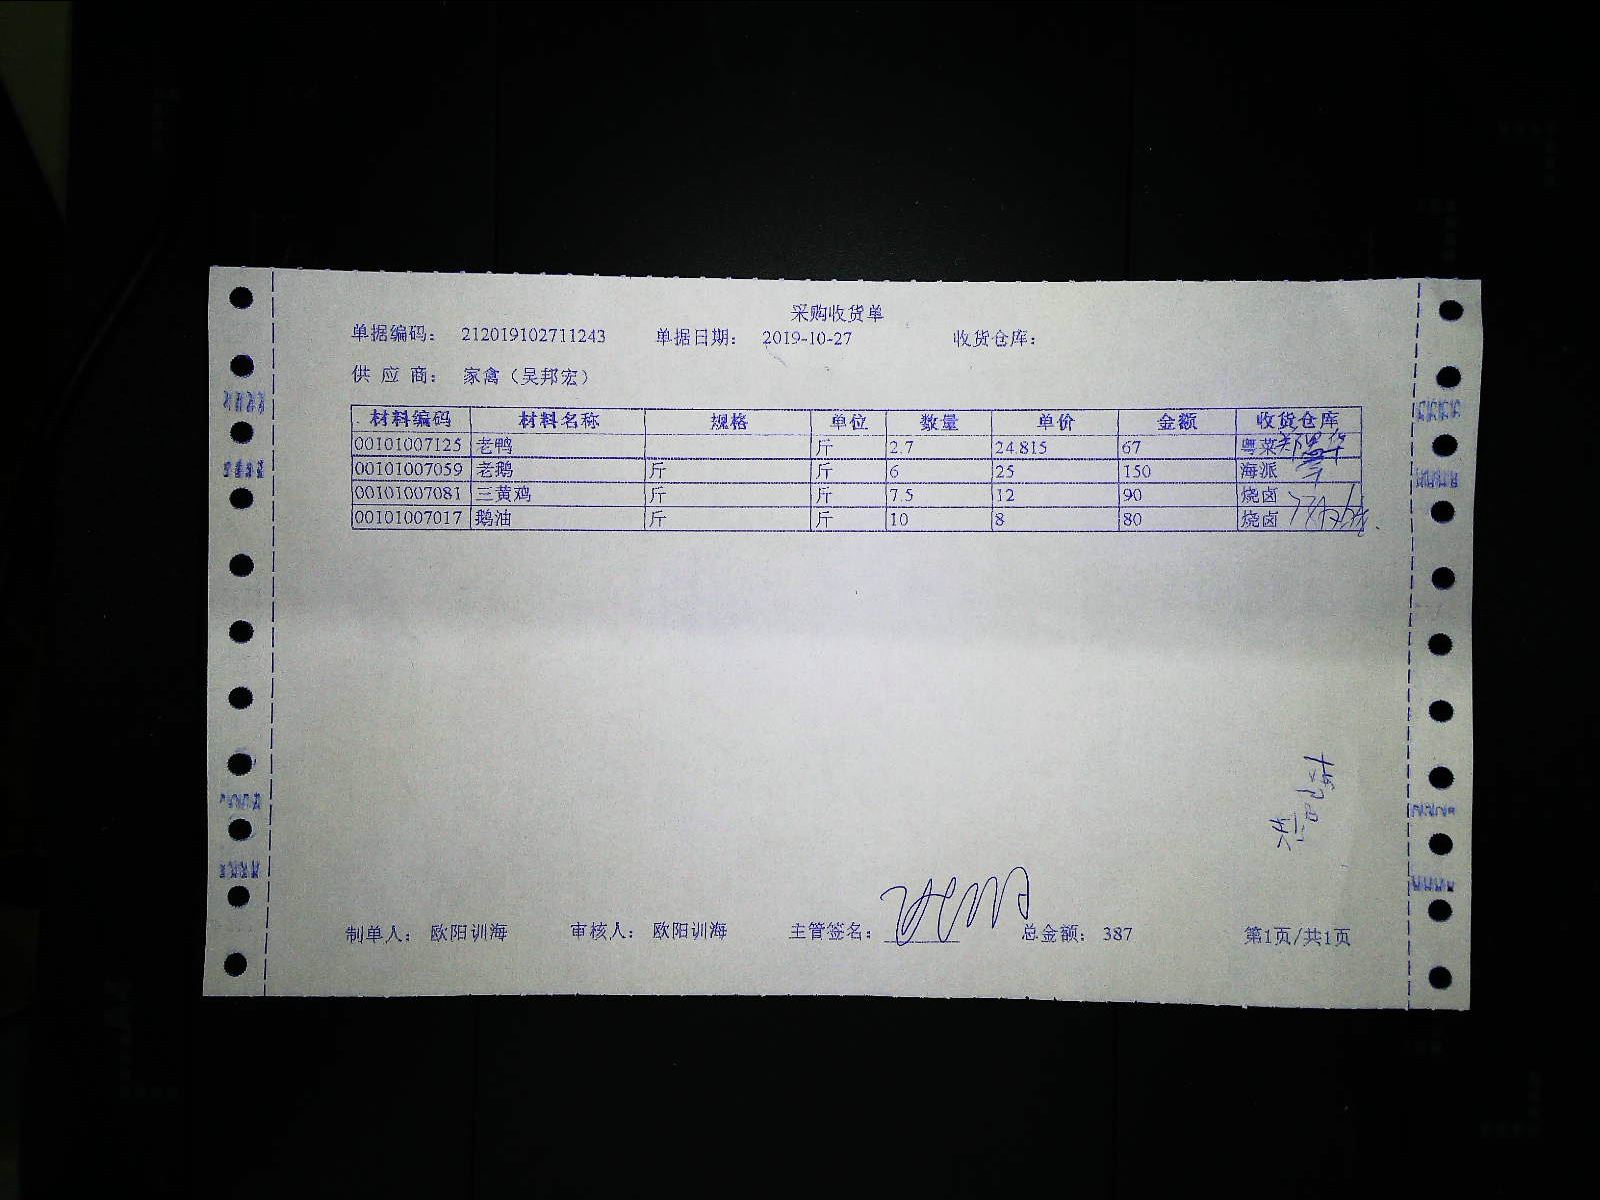 采购收货单
单据编码： 212019102711243 单据日期： 2019-10-27 收货仓库：
供 应 商： 家禽（吴邦宏）
材料编码 材料名称 规格 单位 数量 单价 金额 收货仓库
00101007125 老鸭 斤 2.7 24.815 67 粤菜
00101007059 老鹅 斤 斤 6 25 150 海派
00101007081 三黄鸡 斤 斤 7.5 12 90 烧卤
00101007017 鹅油 斤 斤 10 8 80 烧卤
制单人： 欧阳训海 审核人： 欧阳训海 主管签名： 总金额： 387 第1页/共1页